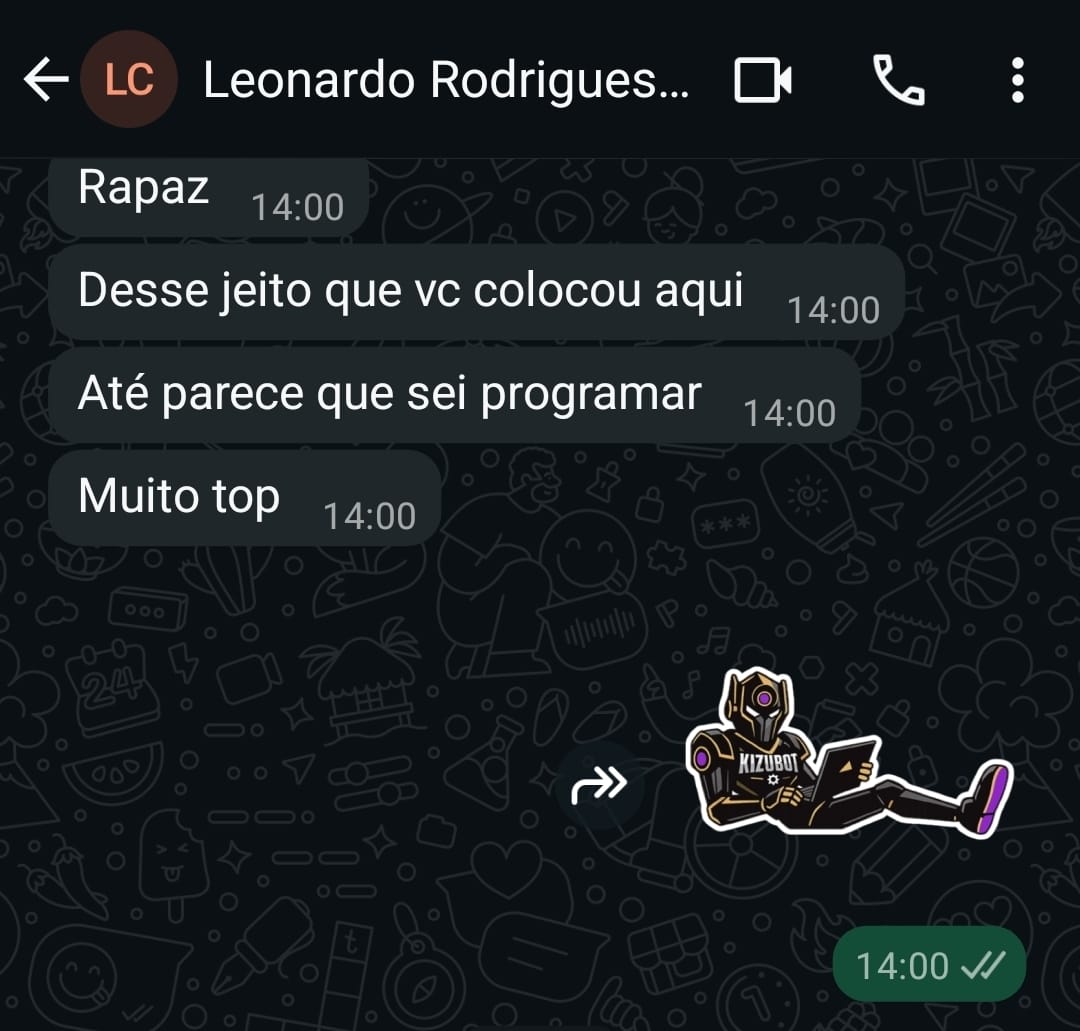 LC
Leonardo Rodrigues...
Rapaz 14:00
Desse jeito que vc colocou aqui 14:00
Até parece que sei programar 14:00
Muito top 14:00
KIZUBOT
14:00